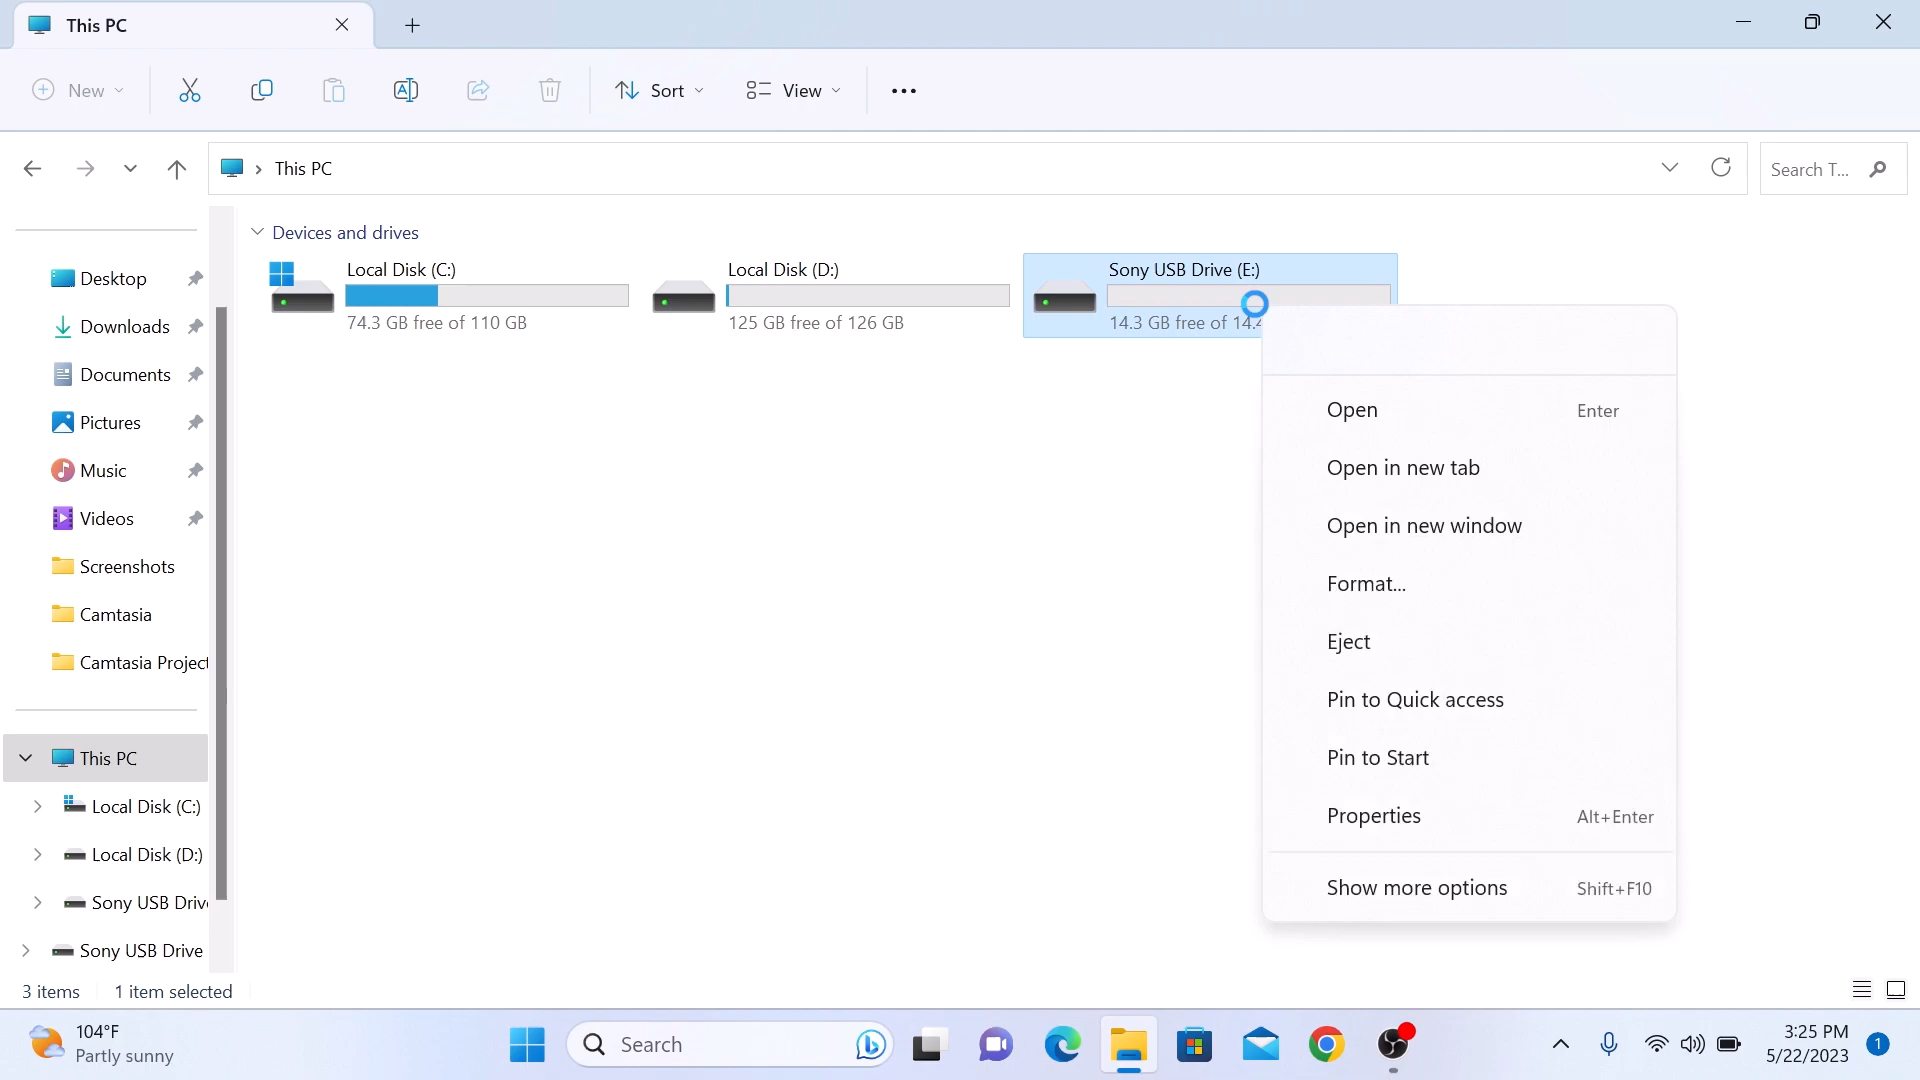 This PC
New
Sort
View
This PC
Search T...
Devices and drives
Local Disk (C:)
74.3 GB free of 110 GB
Local Disk (D:)
125 GB free of 126 GB
Sony USB Drive (E:)
14.3 GB free of 14.4
Desktop
Downloads
Documents
Pictures
Music
Videos
Screenshots
Camtasia
Camtasia Project
This PC
Local Disk (C:)
Local Disk (D:)
Sony USB Drive
Sony USB Drive
Open Enter
Open in new tab
Open in new window
Format...
Eject
Pin to Quick access
Pin to Start
Properties Alt+Enter
Show more options Shift+F10
3 items 1 item selected
104°F
Partly sunny
Search
3:25 PM
5/22/2023
1